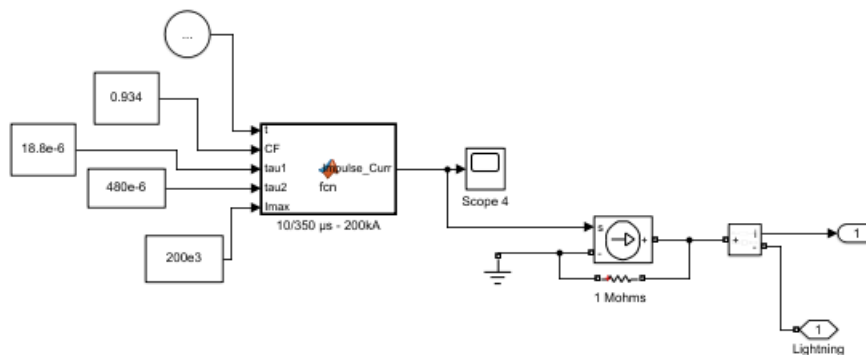 ....
0.934
18.8e-6
480e-6
200e3
t
CF
tau1
tau2
Imax
Impulse_Curr
fcn
10/350 µs - 200kA
Scope 4
s
-
+
1 Mohms
+
i
-
1
1
Lightning